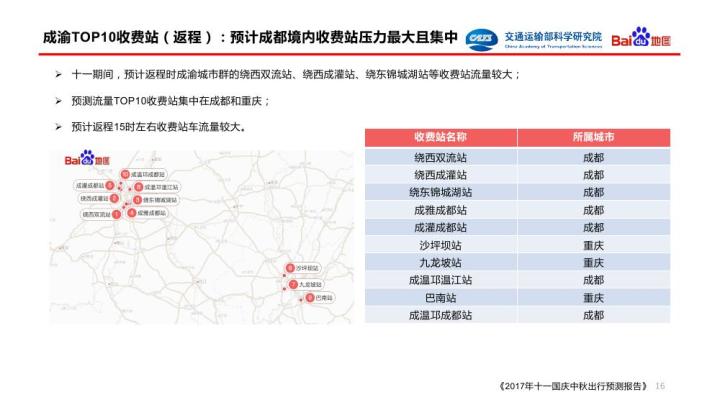 成渝TOP10收费站（返程）：预计成都境内收费站压力最大且集中
CATS
交通运输部科学研究院
China Academy of Transportation Sciences
Bai du 地图
十一期间，预计返程时成渝城市群的绕西双流站、绕西成灌站、绕东锦城湖站等收费站流量较大；
预测流量TOP10收费站集中在成都和重庆；
预计返程15时左右收费站车流量较大。
收费站名称 所属城市
绕西双流站 成都
绕西成灌站 成都
绕东锦城湖站 成都
成雅成都站 成都
成灌成都站 成都
沙坪坝站 重庆
九龙坡站 重庆
成温邛温江站 成都
巴南站 重庆
成温邛成都站 成都
Bai du 地图
10 成温邛成都站
成灌成都站 5
8 成温邛温江站
绕西成灌站 2
3 绕东锦城湖站
绕西双流站 1
4 成雅成都站
6 沙坪坝站
7 九龙坡站
9 巴南站
《2017年十一国庆中秋出行预测报告》 16